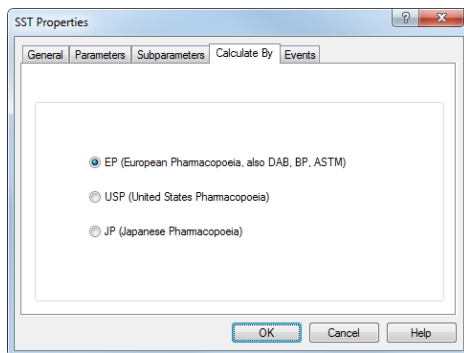 SST Properties
General Parameters Subparameters Calculate By Events
EP (European Pharmacopoeia, also DAB, BP, ASTM)
USP (United States Pharmacopoeia)
JP (Japanese Pharmacopoeia)
OK Cancel Help